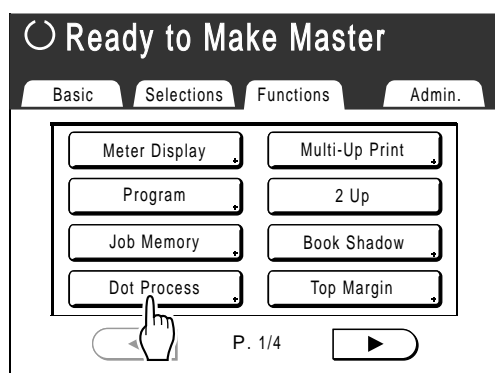 Ready to Make Master
Basic Selections Functions Admin.
Meter Display Multi-Up Print
Program 2 Up
Job Memory Book Shadow
Dot Process Top Margin
P. 1/4